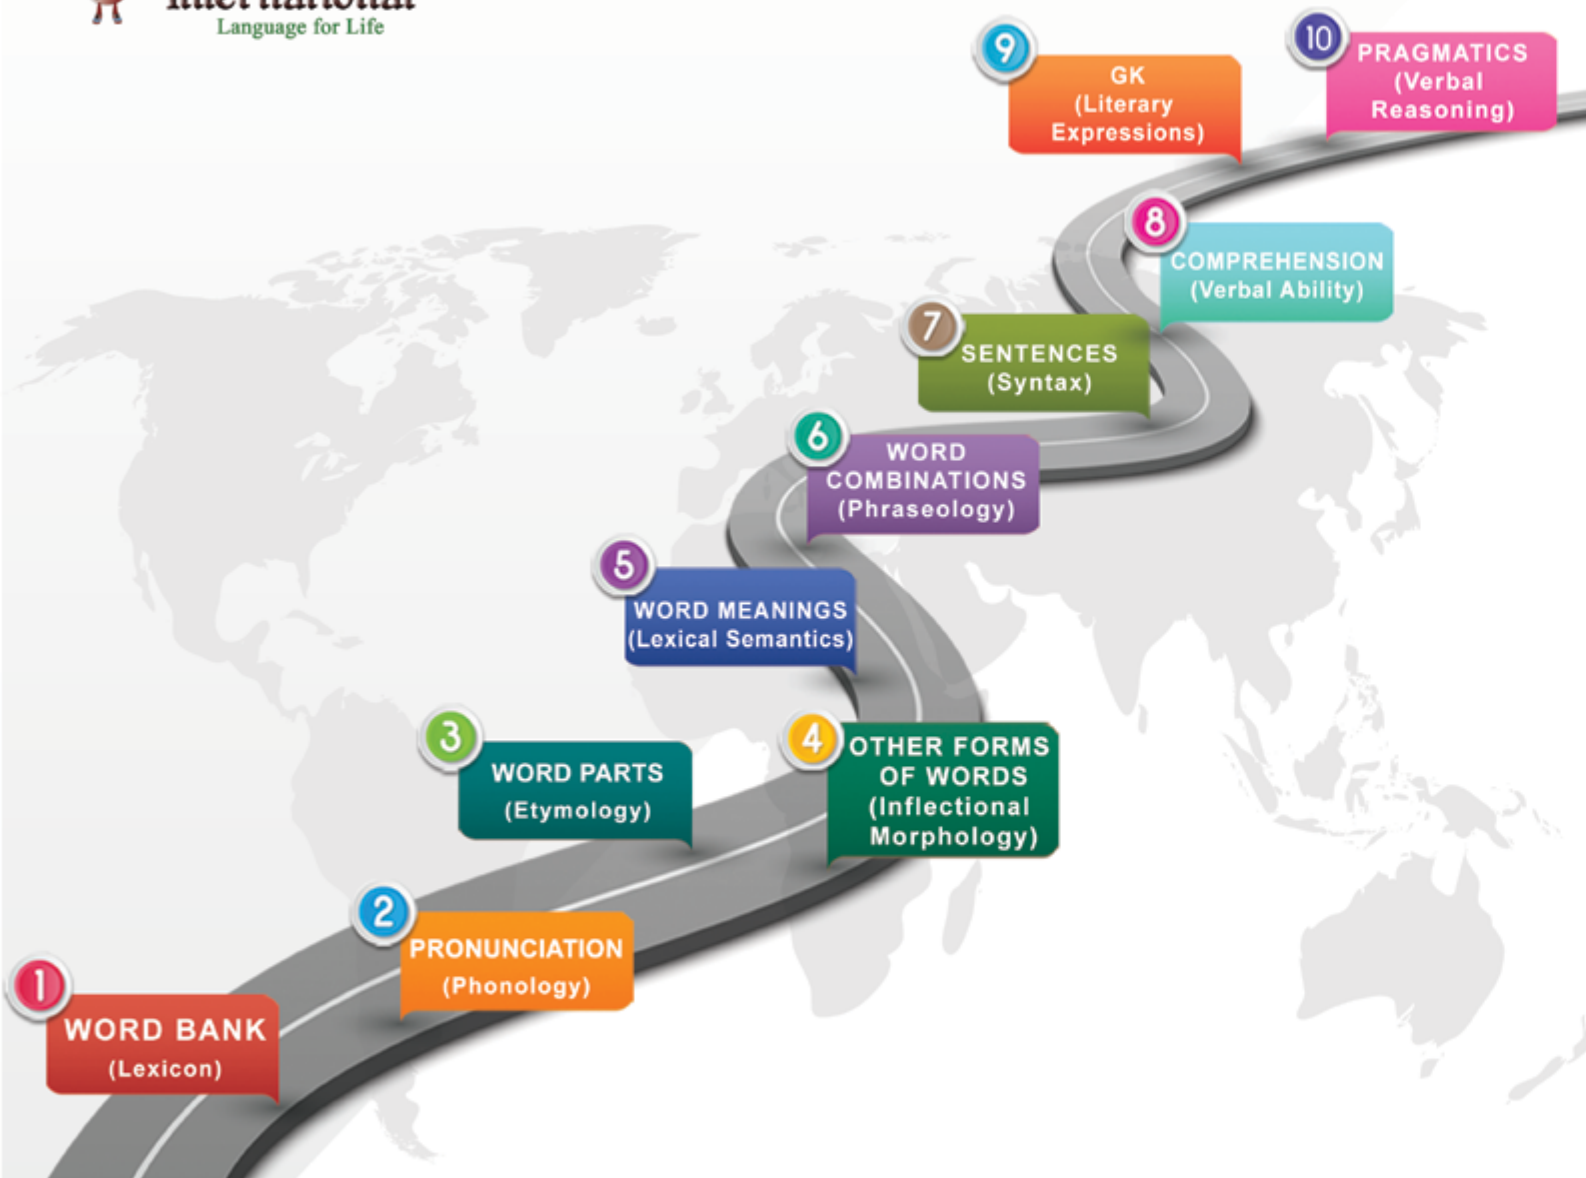 International
Language for Life
1
WORD BANK
(Lexicon)
2
PRONUNCIATION
(Phonology)
3
WORD PARTS
(Etymology)
4
OTHER FORMS
OF WORDS
(Inflectional
Morphology)
5
WORD MEANINGS
(Lexical Semantics)
6
WORD
COMBINATIONS
(Phraseology)
7
SENTENCES
(Syntax)
8
COMPREHENSION
(Verbal Ability)
9
GK
(Literary
Expressions)
10
PRAGMATICS
(Verbal
Reasoning)